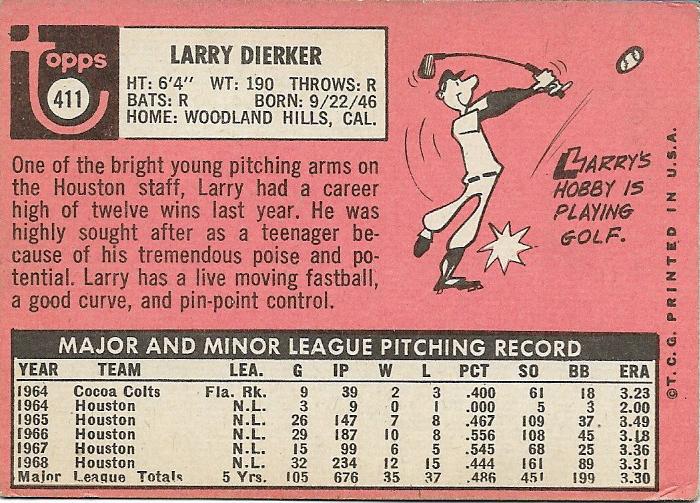 topps
411
LARRY DIERKER
HT: 6'4" WT: 190 THROWS: R
BATS: R BORN: 9/22/46
HOME: WOODLAND HILLS, CAL.
One of the bright young pitching arms on
the Houston staff, Larry had a career
high of twelve wins last year. He was
highly sought after as a teenager be-
cause of his tremendous poise and po-
tential. Larry has a live moving fastball,
a good curve, and pin-point control.
LARRY'S
HOBBY IS
PLAYING
GOLF.
©T.C.G. PRINTED IN U.S.A.
MAJOR AND MINOR LEAGUE PITCHING RECORD
YEAR TEAM LEA. G IP W L PCT SO BB ERA
1964 Cocoa Colts Fla. Rk. 9 39 2 3 .400 61 18 3.23
1964 Houston N.L. 3 9 0 1 .000 5 3 2.00
1965 Houston N.L. 26 147 7 8 .467 109 37 3.49
1966 Houston N.L. 29 187 10 8 .556 108 45 3.18
1967 Houston N.L. 15 99 6 5 .545 68 25 3.36
1968 Houston N.L. 32 234 12 15 .444 161 89 3.31
Major League Totals 5 Yrs. 105 676 35 37 .486 451 199 3.30